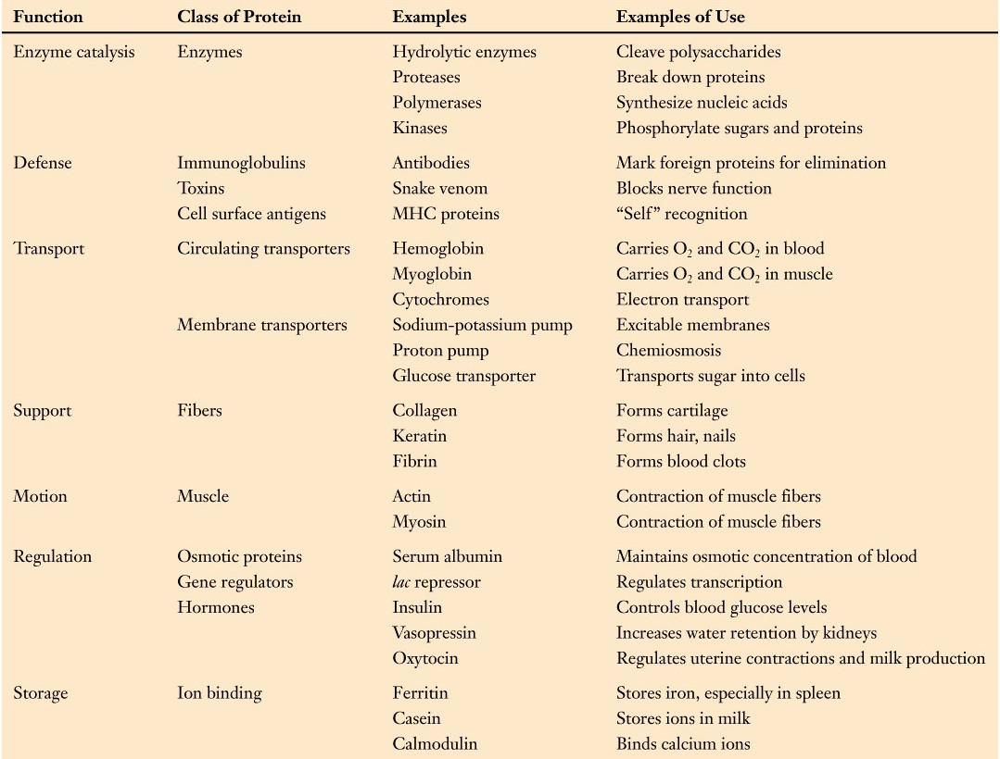 Function Class of Protein Examples Examples of Use
Enzyme catalysis Enzymes Hydrolytic enzymes Cleave polysaccharides
Proteases Break down proteins
Polymerases Synthesize nucleic acids
Kinases Phosphorylate sugars and proteins
Defense Immunoglobulins Antibodies Mark foreign proteins for elimination
Toxins Snake venom Blocks nerve function
Cell surface antigens MHC proteins “Self” recognition
Transport Circulating transporters Hemoglobin Carries O₂ and CO₂ in blood
Myoglobin Carries O₂ and CO₂ in muscle
Cytochromes Electron transport
Membrane transporters Sodium-potassium pump Excitable membranes
Proton pump Chemiosmosis
Glucose transporter Transports sugar into cells
Support Fibers Collagen Forms cartilage
Keratin Forms hair, nails
Fibrin Forms blood clots
Motion Muscle Actin Contraction of muscle fibers
Myosin Contraction of muscle fibers
Regulation Osmotic proteins Serum albumin Maintains osmotic concentration of blood
Gene regulators lac repressor Regulates transcription
Hormones Insulin Controls blood glucose levels
Vasopressin Increases water retention by kidneys
Oxytocin Regulates uterine contractions and milk production
Storage Ion binding Ferritin Stores iron, especially in spleen
Casein Stores ions in milk
Calmodulin Binds calcium ions